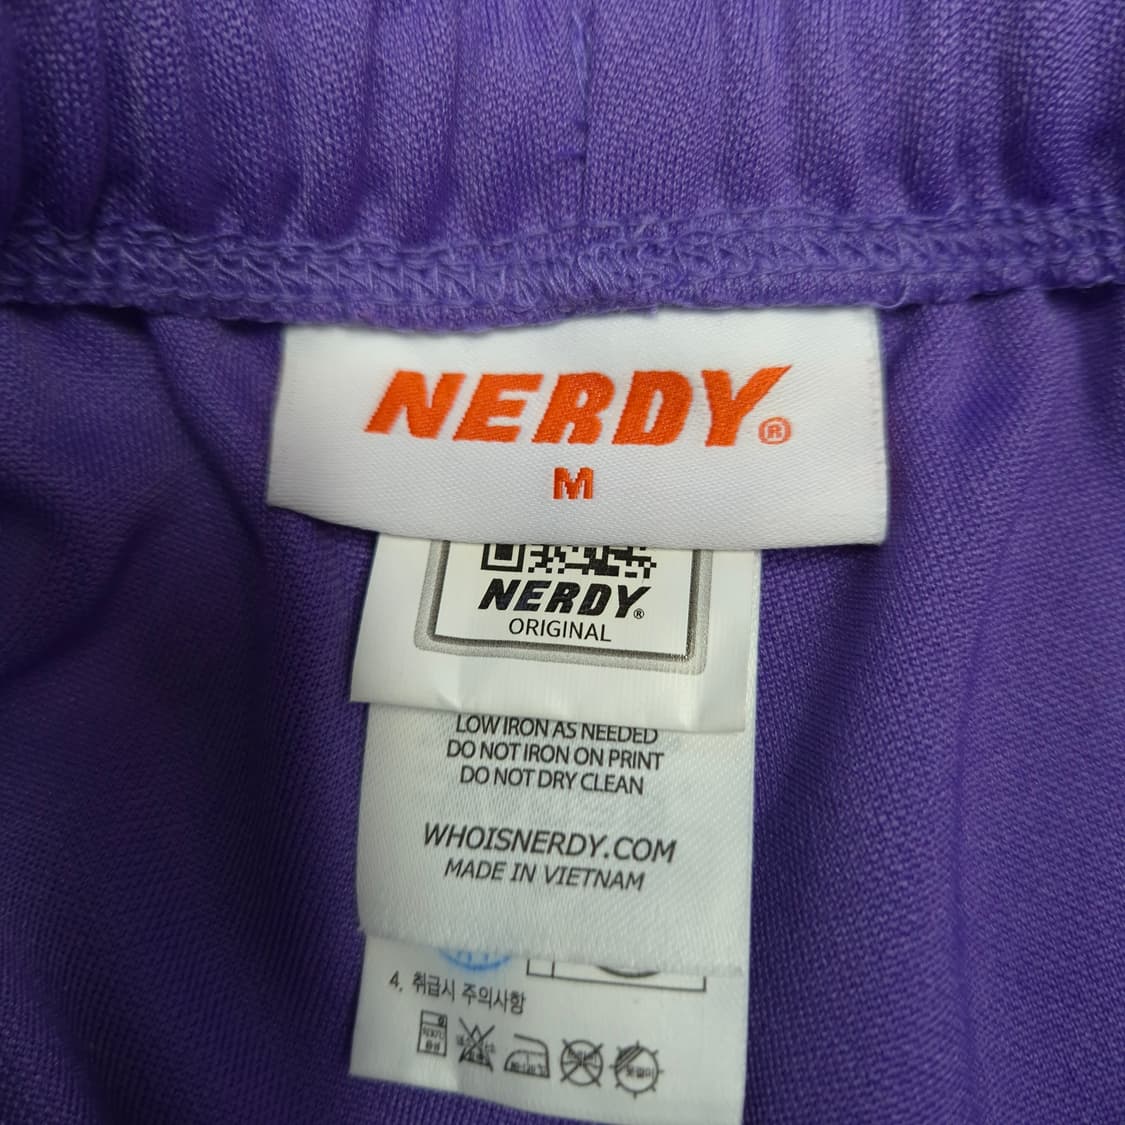 NERDY®
M
NERDY®
ORIGINAL
LOW IRON AS NEEDED
DO NOT IRON ON PRINT
DO NOT DRY CLEAN
WHOISNERDY.COM
MADE IN VIETNAM
4. 취급시 주의사항